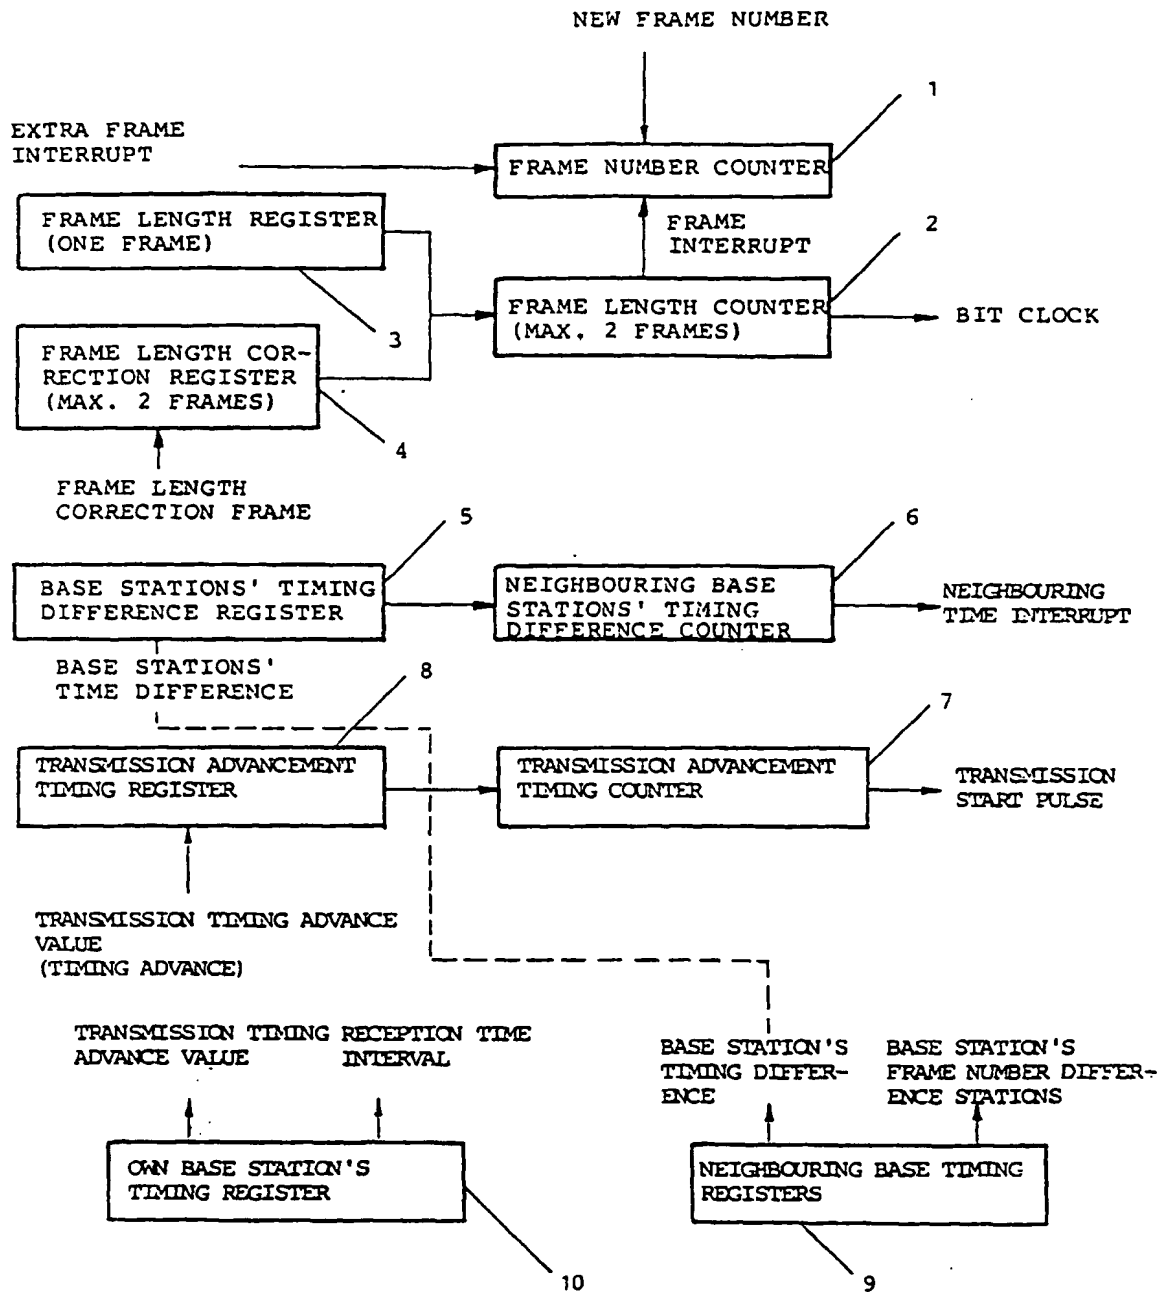 NEW FRAME NUMBER
1
EXTRA FRAME
INTERRUPT
FRAME NUMBER COUNTER
FRAME LENGTH REGISTER
(ONE FRAME)
FRAME
INTERRUPT
2
3
FRAME LENGTH COUNTER
(MAX. 2 FRAMES)
BIT CLOCK
FRAME LENGTH COR-
RECTION REGISTER
(MAX. 2 FRAMES)
4
FRAME LENGTH
CORRECTION FRAME
5
6
BASE STATIONS' TIMING
DIFFERENCE REGISTER
NEIGHBOURING BASE
STATIONS' TIMING
DIFFERENCE COUNTER
NEIGHBOURING
TIME INTERRUPT
BASE STATIONS'
TIME DIFFERENCE
8
7
TRANSMISSION ADVANCEMENT
TIMING REGISTER
TRANSMISSION ADVANCEMENT
TIMING COUNTER
TRANSMISSION
START PULSE
TRANSMISSION TIMING ADVANCE
VALUE
(TIMING ADVANCE)
TRANSMISSION TIMING
ADVANCE VALUE
RECEPTION TIME
INTERVAL
BASE STATION'S
TIMING DIFFER-
ENCE
BASE STATION'S
FRAME NUMBER DIFFER-
ENCE STATIONS
OWN BASE STATION'S
TIMING REGISTER
NEIGHBOURING BASE TIMING
REGISTERS
10
9